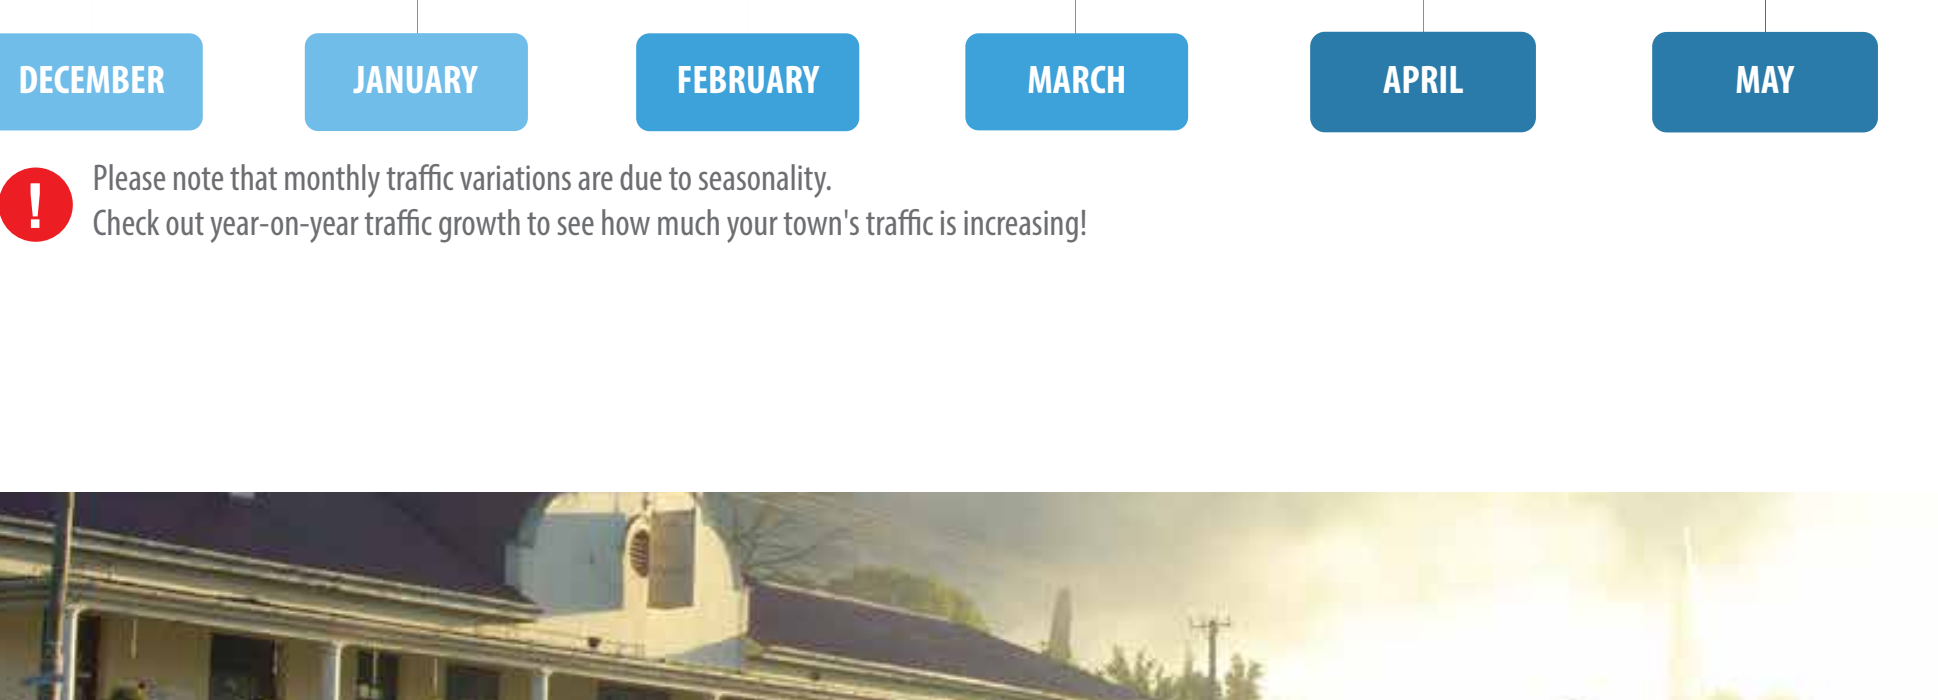 DECEMBER JANUARY FEBRUARY MARCH APRIL MAY
!
Please note that monthly traffic variations are due to seasonality.
Check out year-on-year traffic growth to see how much your town's traffic is increasing!